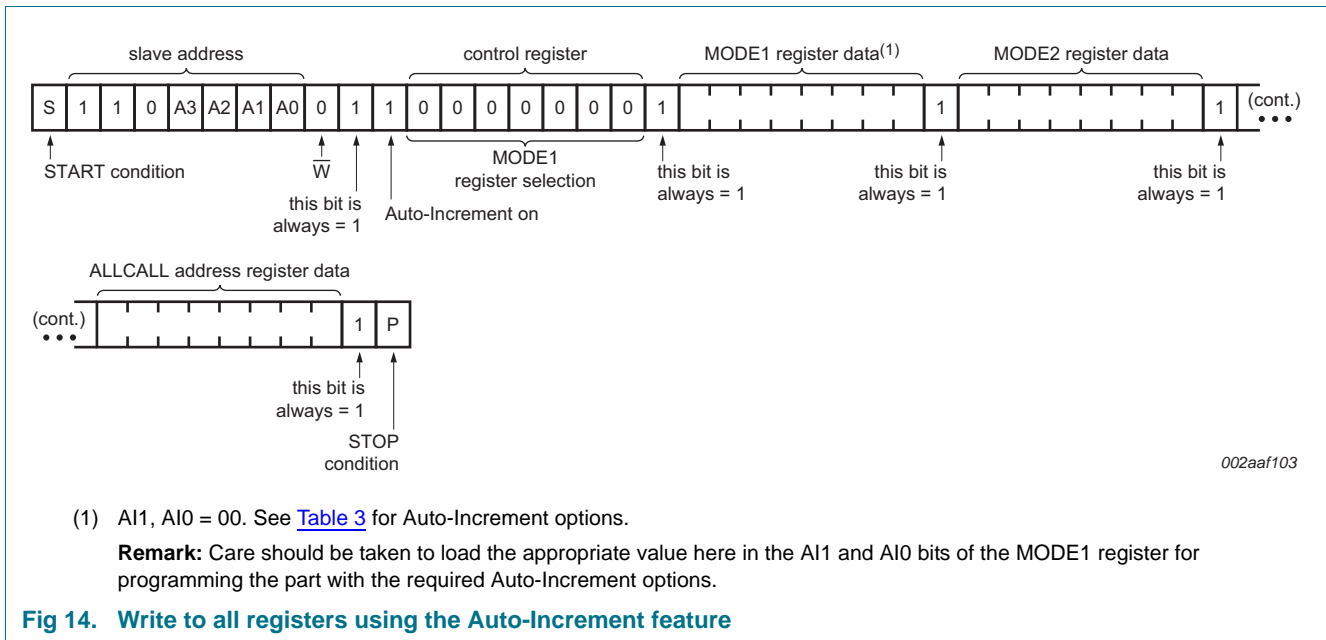 slave address control register MODE1 register data(1) MODE2 register data
S 1 1 0 A3 A2 A1 A0 0 1 1 0 0 0 0 0 0 0 1 1 1 (cont.)
START condition W MODE1 this bit is this bit is this bit is
register selection always = 1 always = 1 always = 1
this bit is Auto-Increment on
always = 1
ALLCALL address register data
(cont.) 1 P
this bit is
always = 1
STOP
condition
002aaf103
(1) AI1, AI0 = 00. See Table 3 for Auto-Increment options.
Remark: Care should be taken to load the appropriate value here in the AI1 and AI0 bits of the MODE1 register for
programming the part with the required Auto-Increment options.
Fig 14. Write to all registers using the Auto-Increment feature